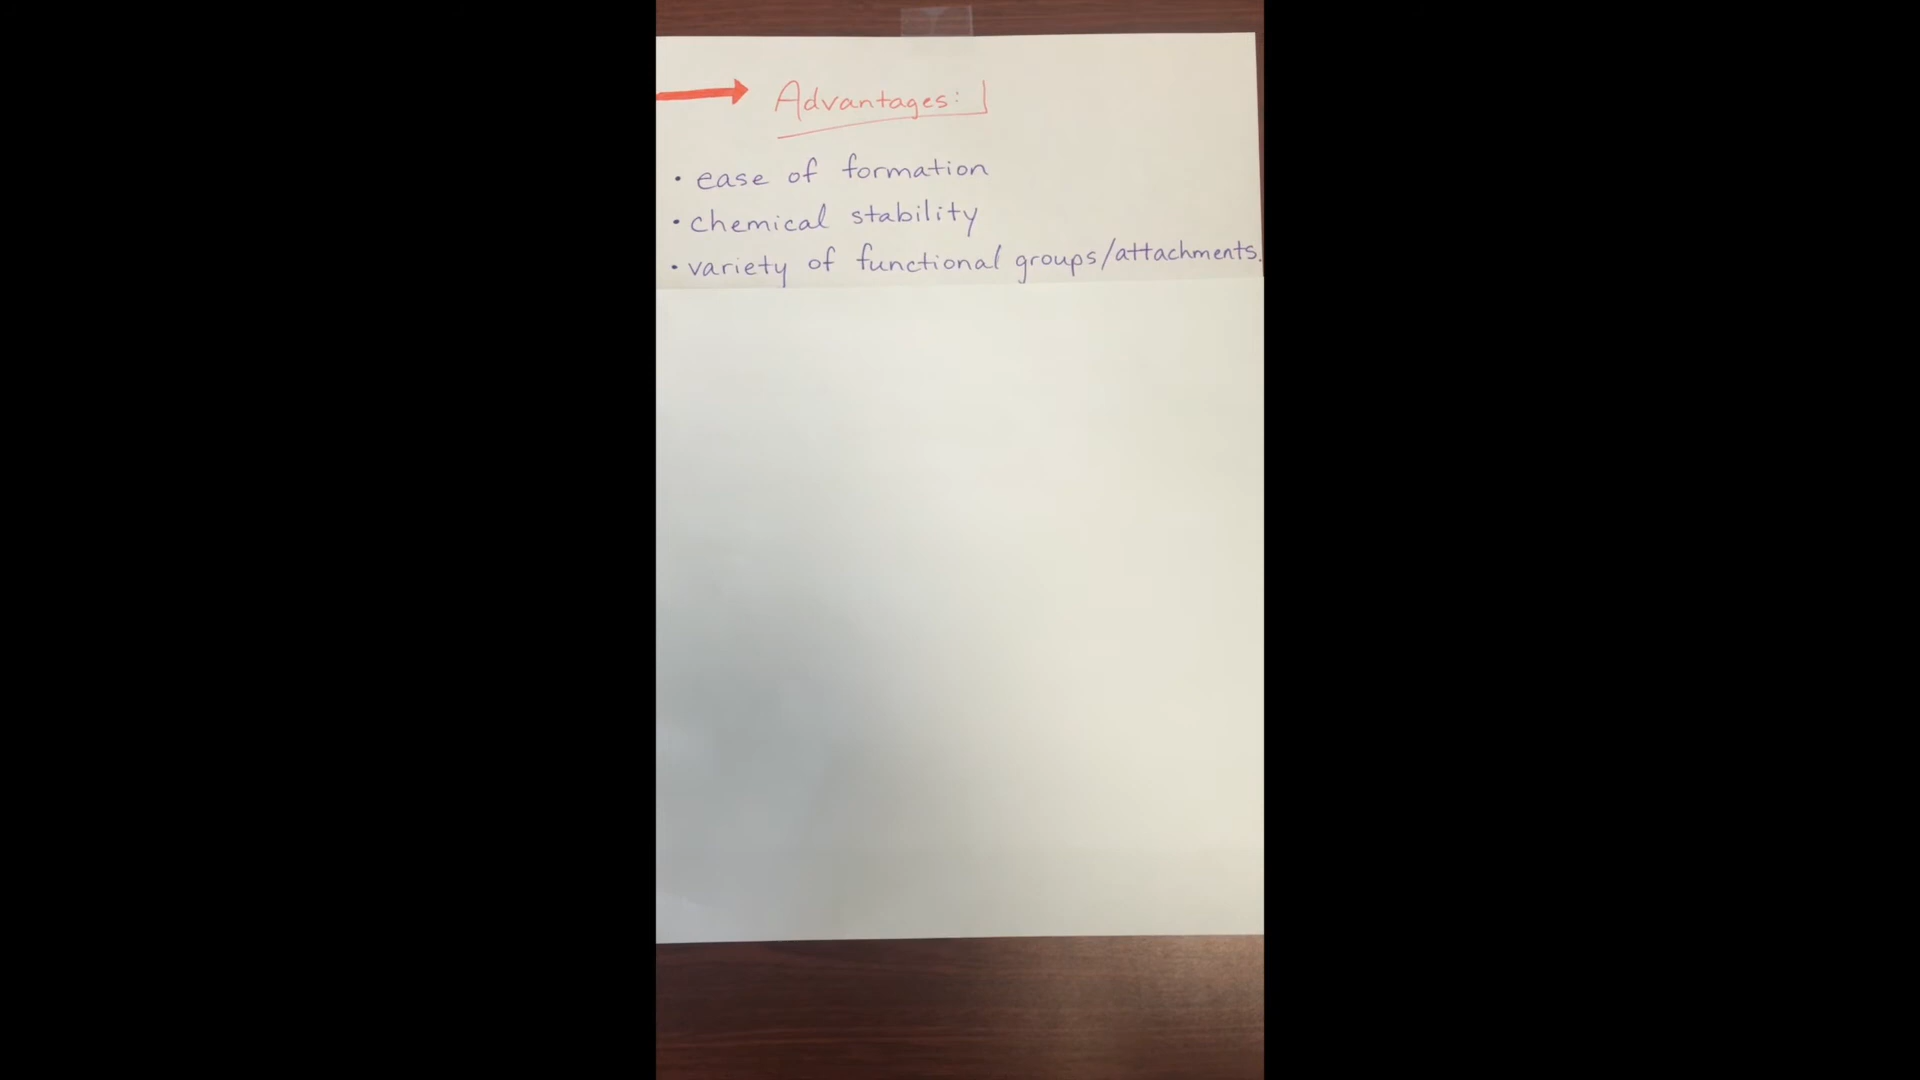 Advantages:
• ease of formation
• chemical stability
• variety of functional groups/attachments.